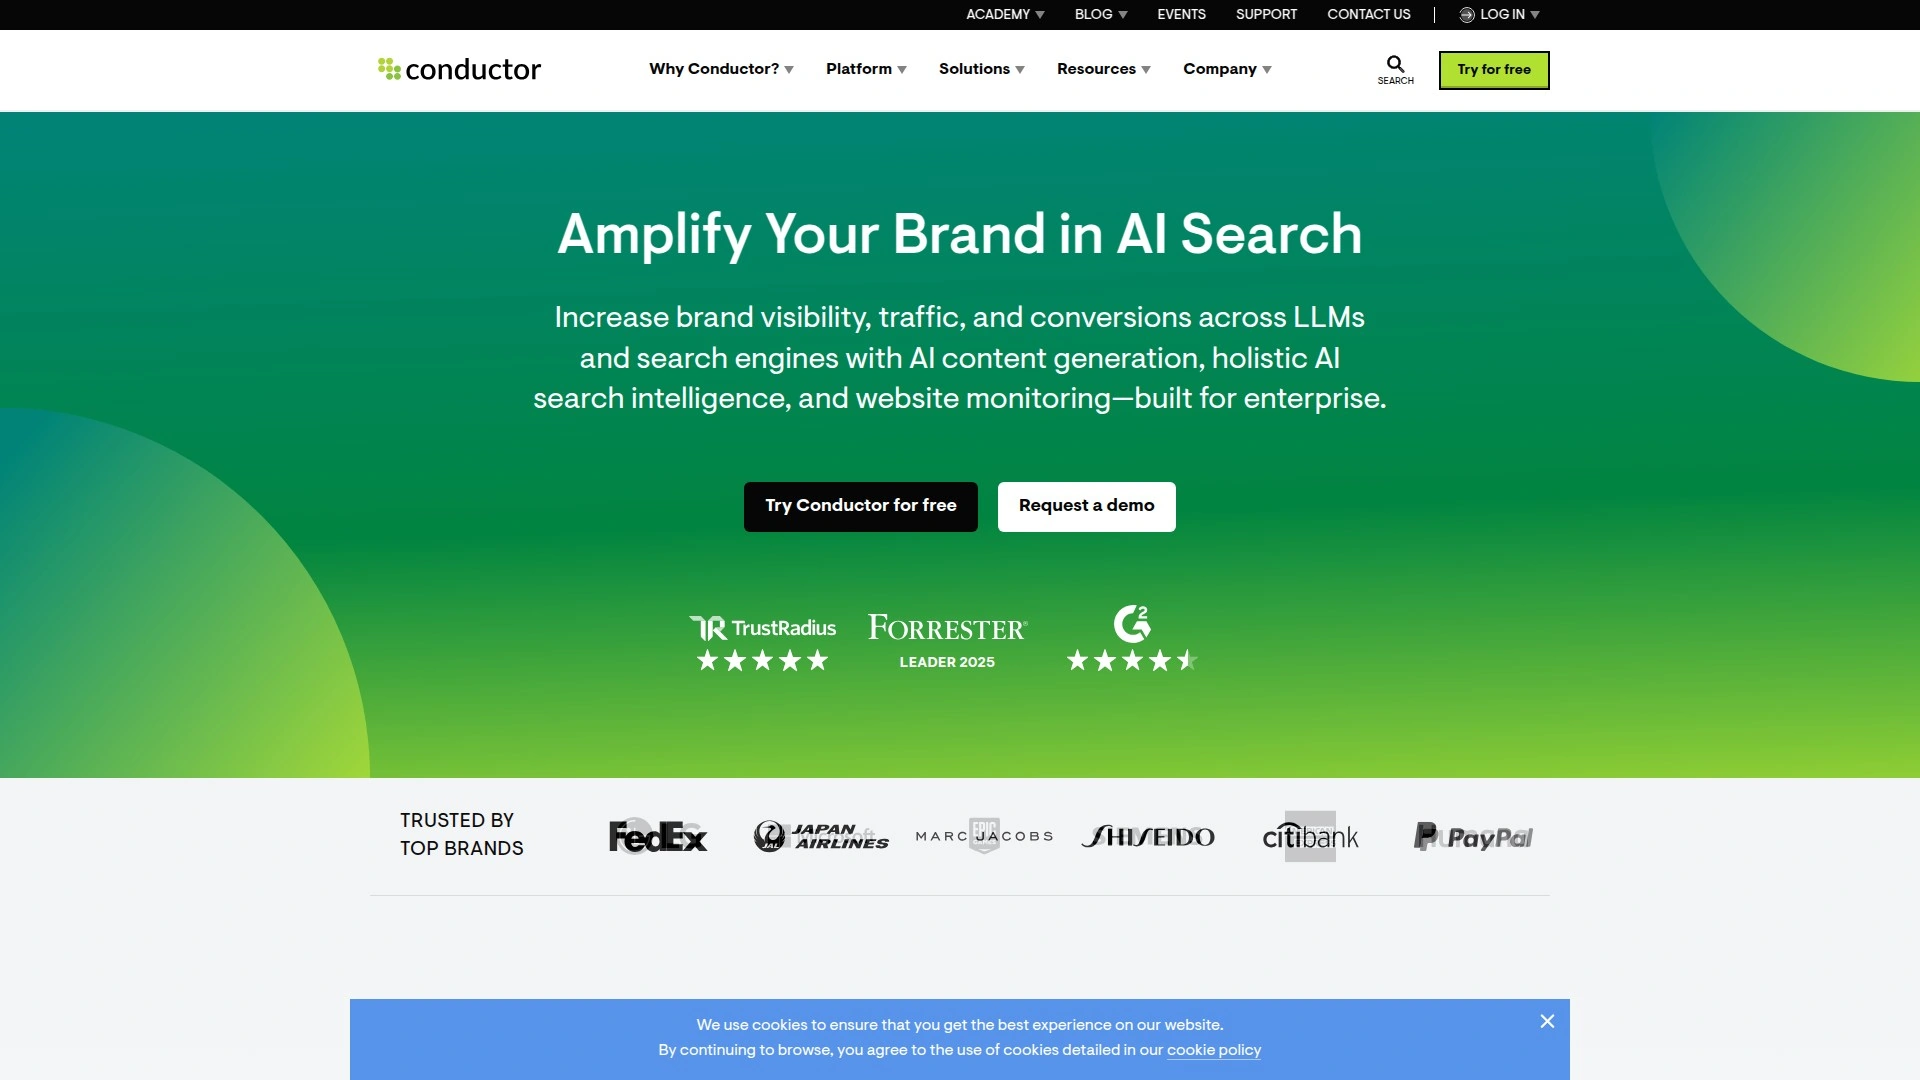 ACADEMY BLOG EVENTS SUPPORT CONTACT US LOG IN
conductor
Why Conductor? Platform Solutions Resources Company
SEARCH
Try for free
Amplify Your Brand in AI Search
Increase brand visibility, traffic, and conversions across LLMs
and search engines with AI content generation, holistic AI
search intelligence, and website monitoring—built for enterprise.
Try Conductor for free
Request a demo
TrustRadius
FORRESTER®
LEADER 2025
G2
TRUSTED BY
TOP BRANDS
FedEx
JAL
JAPAN
AIRLINES
MARC JACOBS
EPIC
GAMES
SHISEIDO
citibank
PayPal
We use cookies to ensure that you get the best experience on our website.
By continuing to browse, you agree to the use of cookies detailed in our cookie policy